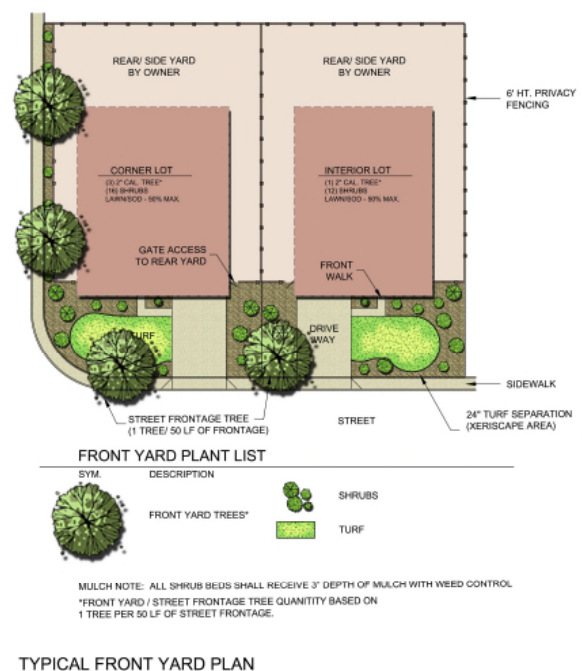 REAR/ SIDE YARD
BY OWNER
REAR/ SIDE YARD
BY OWNER
6' HT. PRIVACY
FENCING
CORNER LOT
(3) 2" CAL. TREE*
(16) SHRUBS
LAWN/SOD - 50% MAX.
INTERIOR LOT
(1) 2" CAL. TREE*
(12) SHRUBS
LAWN/SOD - 50% MAX.
GATE ACCESS
TO REAR YARD
FRONT
WALK
TURF
DRIVE
WAY
SIDEWALK
STREET FRONTAGE TREE
(1 TREE/ 50 LF OF FRONTAGE)
STREET
24" TURF SEPARATION
(XERISCAPE AREA)
FRONT YARD PLANT LIST
SYM. DESCRIPTION
FRONT YARD TREES*
SHRUBS
TURF
MULCH NOTE: ALL SHRUB BEDS SHALL RECEIVE 3" DEPTH OF MULCH WITH WEED CONTROL
*FRONT YARD / STREET FRONTAGE TREE QUANITITY BASED ON
1 TREE PER 50 LF OF STREET FRONTAGE.
TYPICAL FRONT YARD PLAN